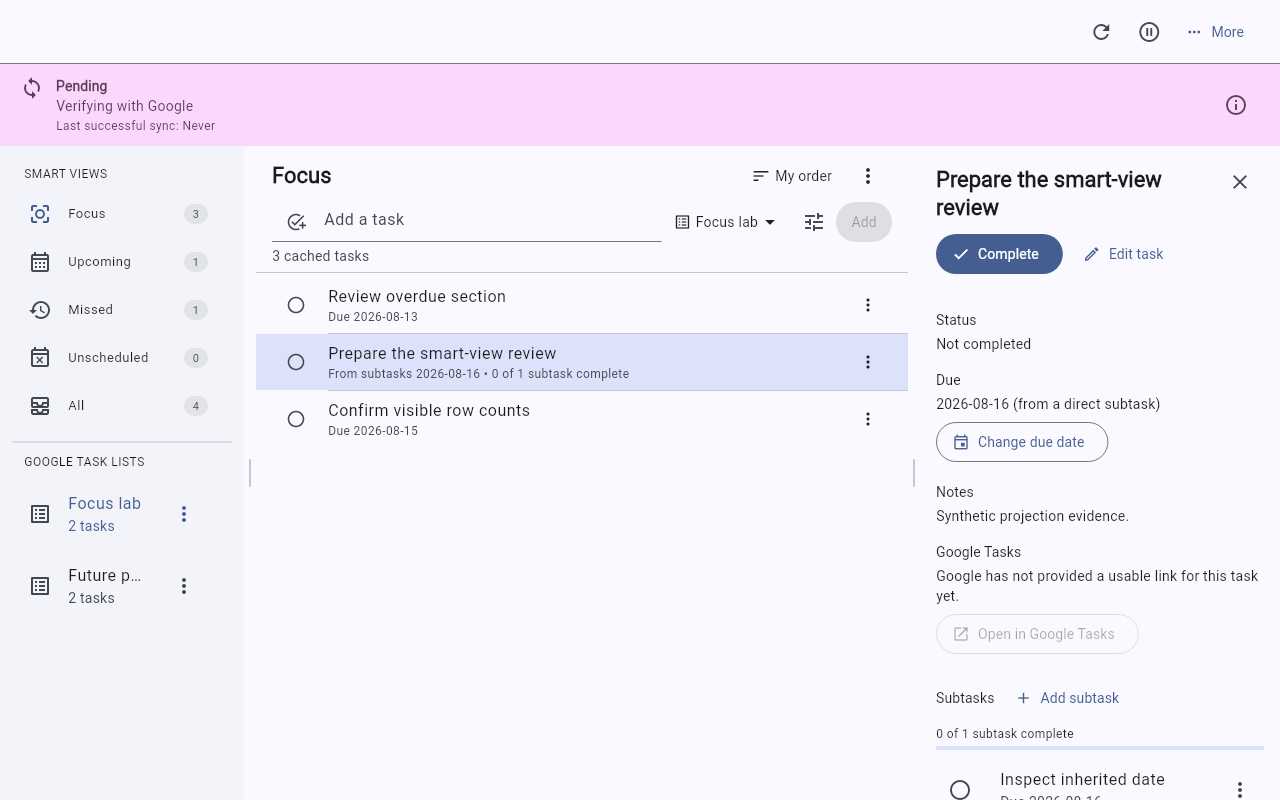 More
Pending
Verifying with Google
Last successful sync: Never
SMART VIEWS
Focus
3
Upcoming
1
Missed
1
Unscheduled
0
All
4
GOOGLE TASK LISTS
Focus lab
2 tasks
Future p...
2 tasks
Focus
My order
Add a task
Focus lab
Add
3 cached tasks
Review overdue section
Due 2026-08-13
Prepare the smart-view review
From subtasks 2026-08-16 • 0 of 1 subtask complete
Confirm visible row counts
Due 2026-08-15
Prepare the smart-view
review
Complete
Edit task
Status
Not completed
Due
2026-08-16 (from a direct subtask)
Change due date
Notes
Synthetic projection evidence.
Google Tasks
Google has not provided a usable link for this task
yet.
Open in Google Tasks
Subtasks
Add subtask
0 of 1 subtask complete
Inspect inherited date
Due 2026-08-16